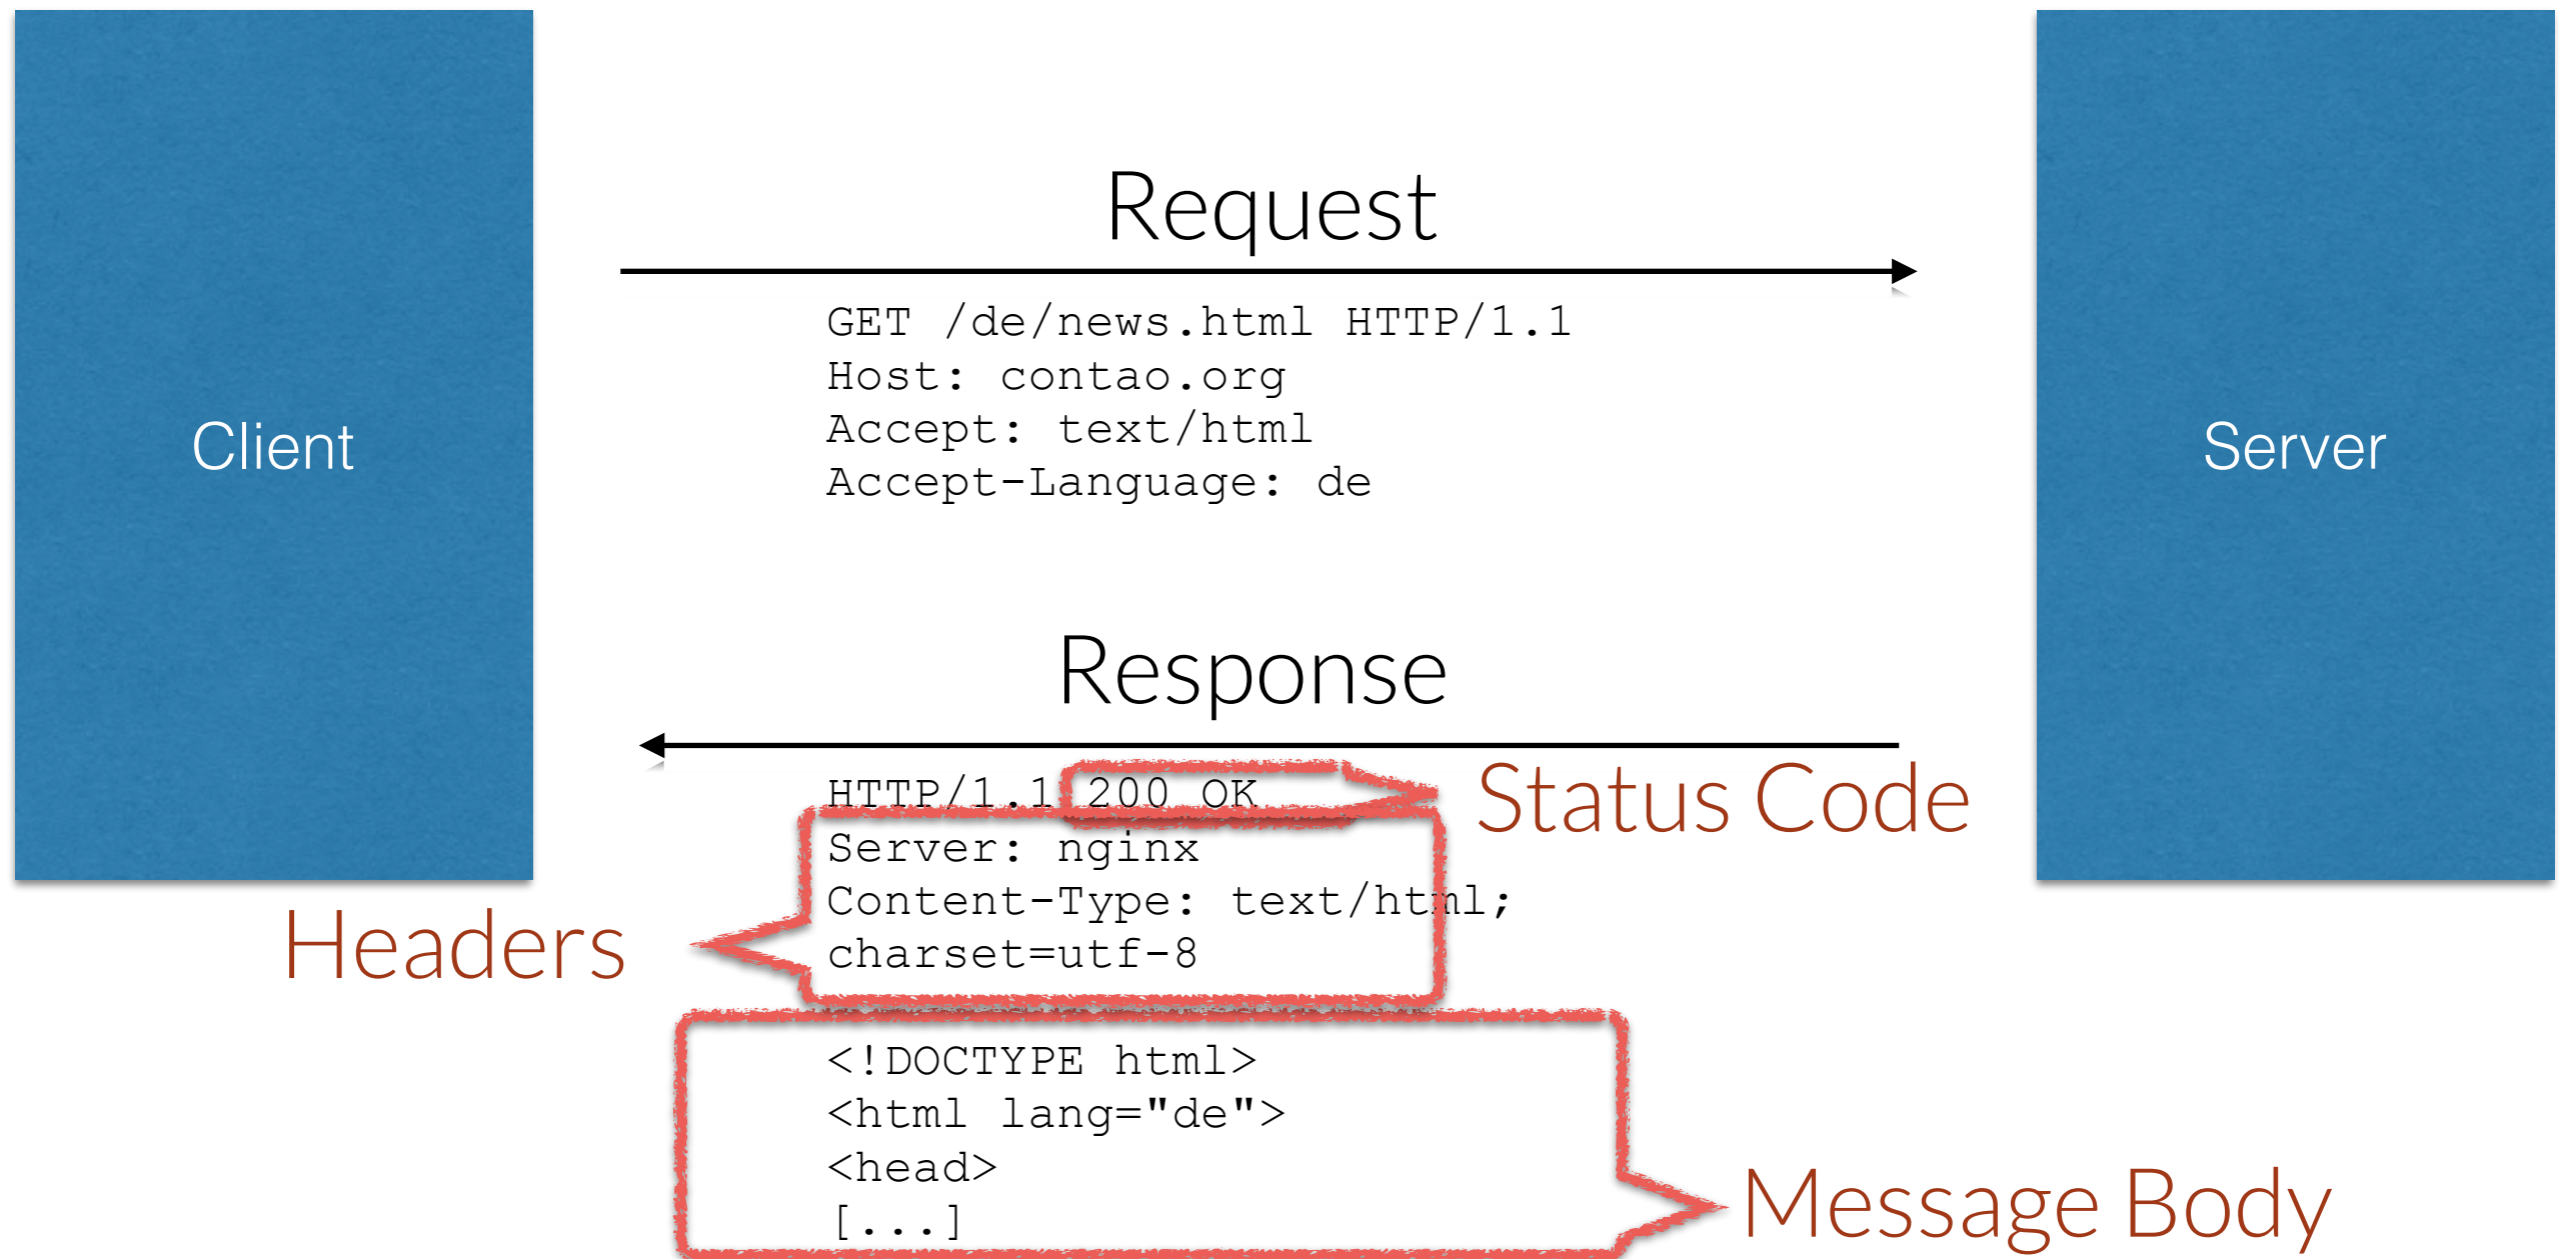 Request
GET /de/news.html HTTP/1.1
Host: contao.org
Accept: text/html
Accept-Language: de
Client
Server
Response
HTTP/1.1 200 OK
Status Code
Server: nginx
Content-Type: text/html;
charset=utf-8
Headers
<!DOCTYPE html>
<html lang="de">
<head>
[...]
Message Body